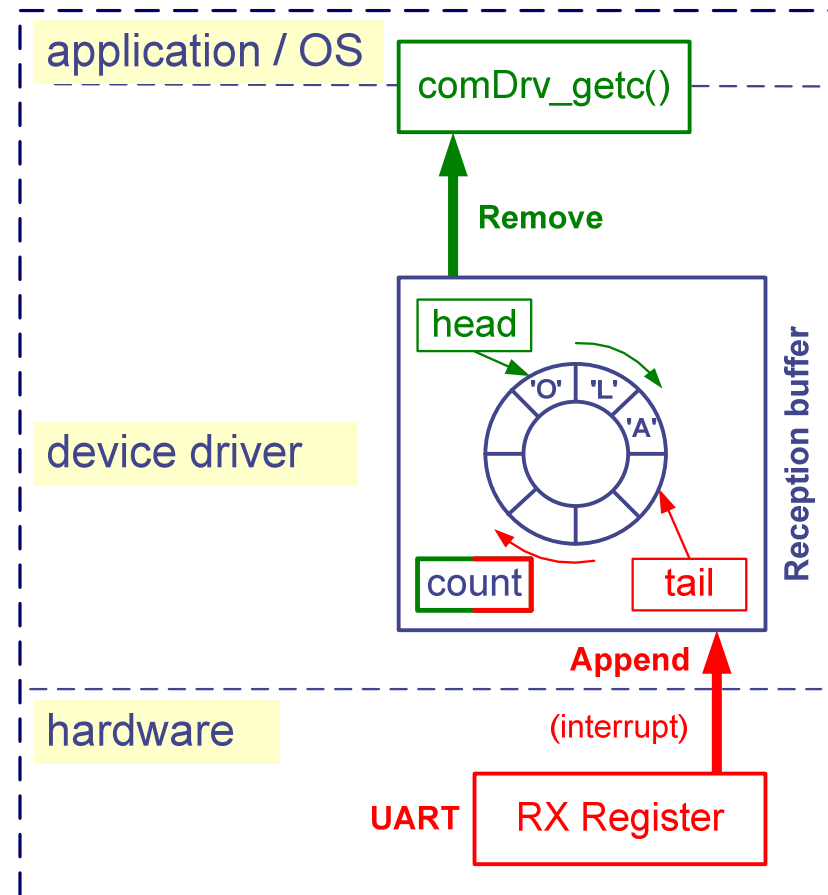 application / OS
comDrv_getc()
Remove
head
'O' 'L' 'A'
Reception buffer
device driver
count
tail
Append
hardware
(interrupt)
UART
RX Register